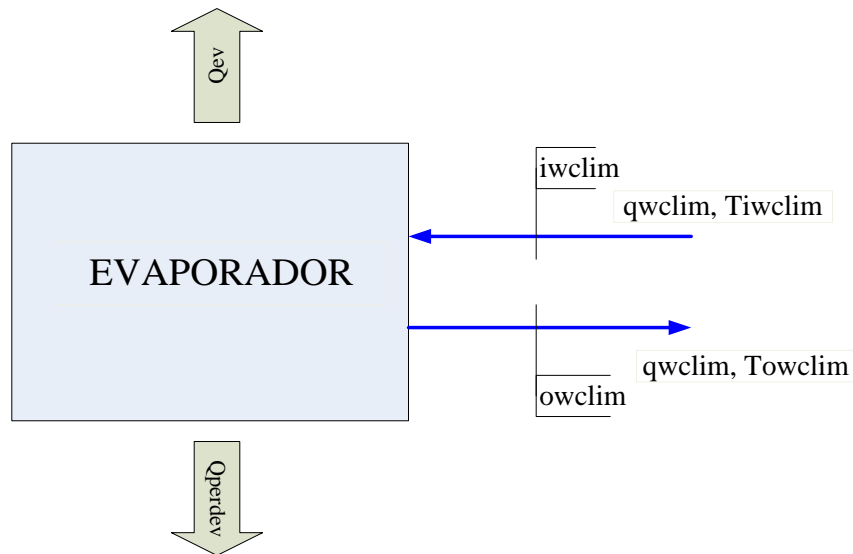 Qev
iwclim
qwclim, Tiwclim
EVAPORADOR
qwclim, Towclim
owclim
Qperdev